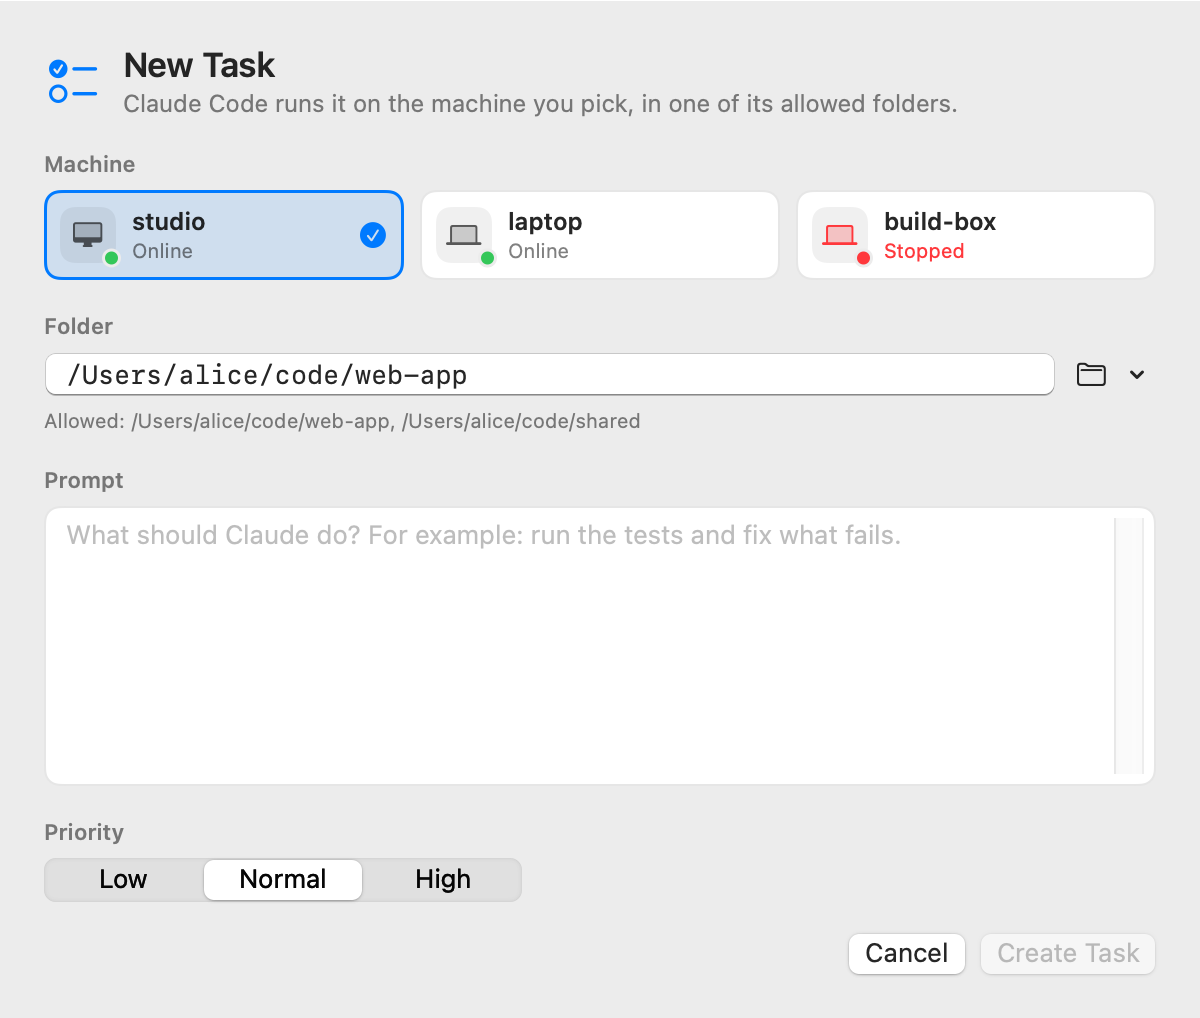 New Task
Claude Code runs it on the machine you pick, in one of its allowed folders.
Machine
studio
Online
laptop
Online
build-box
Stopped
Folder
/Users/alice/code/web-app
Allowed: /Users/alice/code/web-app, /Users/alice/code/shared
Prompt
What should Claude do? For example: run the tests and fix what fails.
Priority
Low Normal High
Cancel Create Task